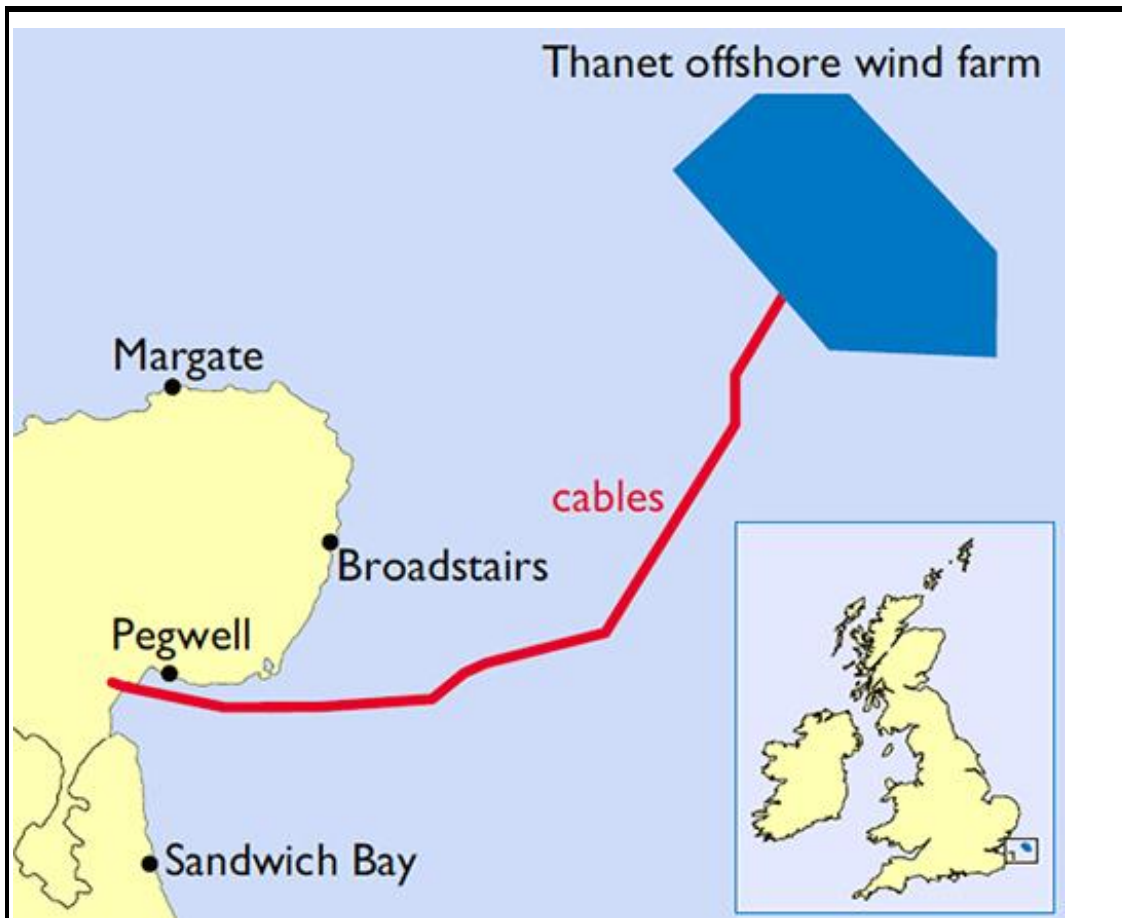 Thanet offshore wind farm
Margate
cables
Broadstairs
Pegwell
Sandwich Bay